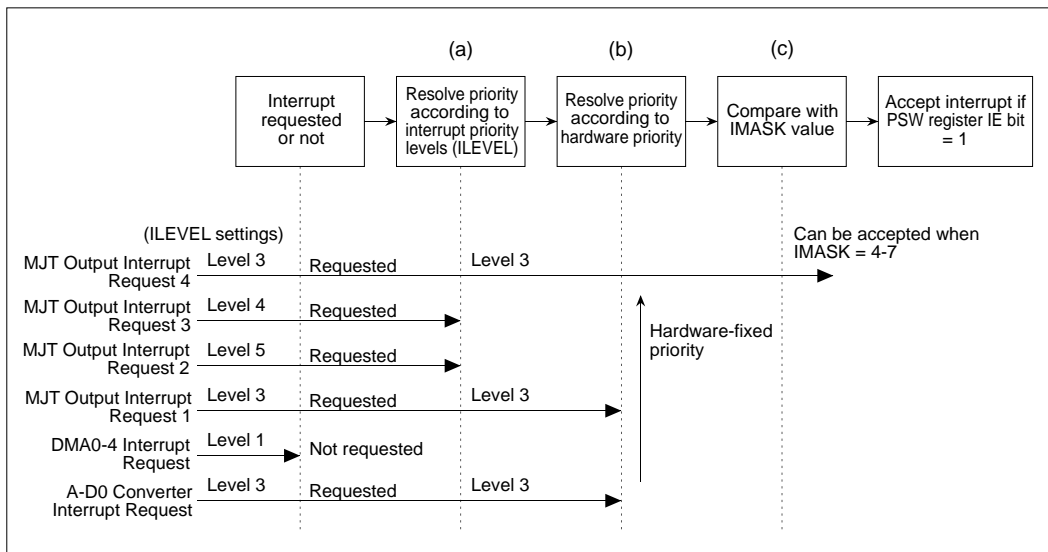 (a)
(b)
(c)
Interrupt
requested
or not
Resolve priority
according to
interrupt priority
levels (ILEVEL)
Resolve priority
according to
hardware priority
Compare with
IMASK value
Accept interrupt if
PSW register IE bit
= 1
(ILEVEL settings)
Can be accepted when
IMASK = 4-7
MJT Output Interrupt
Request 4
Level 3
Requested
Level 3
MJT Output Interrupt
Request 3
Level 4
Requested
MJT Output Interrupt
Request 2
Level 5
Requested
Hardware-fixed
priority
MJT Output Interrupt
Request 1
Level 3
Requested
Level 3
DMA0-4 Interrupt
Request
Level 1
Not requested
A-D0 Converter
Interrupt Request
Level 3
Requested
Level 3